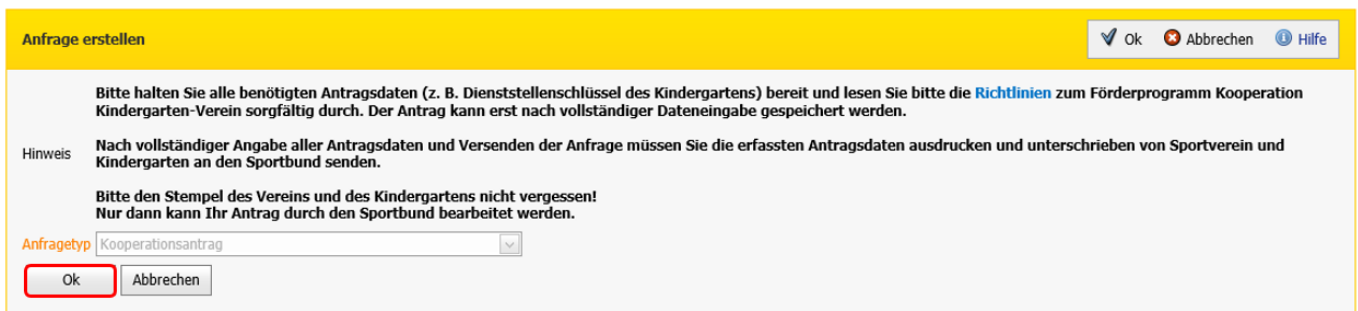 Anfrage erstellen
Ok Abbrechen Hilfe
Bitte halten Sie alle benötigten Antragsdaten (z. B. Dienststellenschlüssel des Kindergartens) bereit und lesen Sie bitte die Richtlinien zum Förderprogramm Kooperation
Kindergarten-Verein sorgfältig durch. Der Antrag kann erst nach vollständiger Dateneingabe gespeichert werden.
Hinweis
Nach vollständiger Angabe aller Antragsdaten und Versenden der Anfrage müssen Sie die erfassten Antragsdaten ausdrucken und unterschrieben von Sportverein und
Kindergarten an den Sportbund senden.
Bitte den Stempel des Vereins und des Kindergartens nicht vergessen!
Nur dann kann Ihr Antrag durch den Sportbund bearbeitet werden.
Anfragetyp Kooperationsantrag
Ok Abbrechen